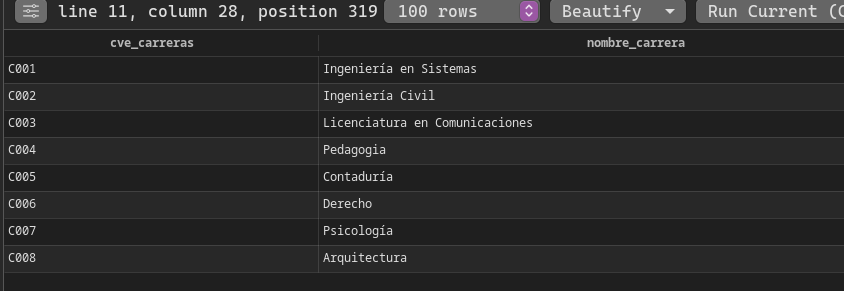 line 11, column 28, position 319 100 rows Beautify Run Current (C
cve_carreras nombre_carrera
C001 Ingeniería en Sistemas
C002 Ingeniería Civil
C003 Licenciatura en Comunicaciones
C004 Pedagogia
C005 Contaduría
C006 Derecho
C007 Psicología
C008 Arquitectura